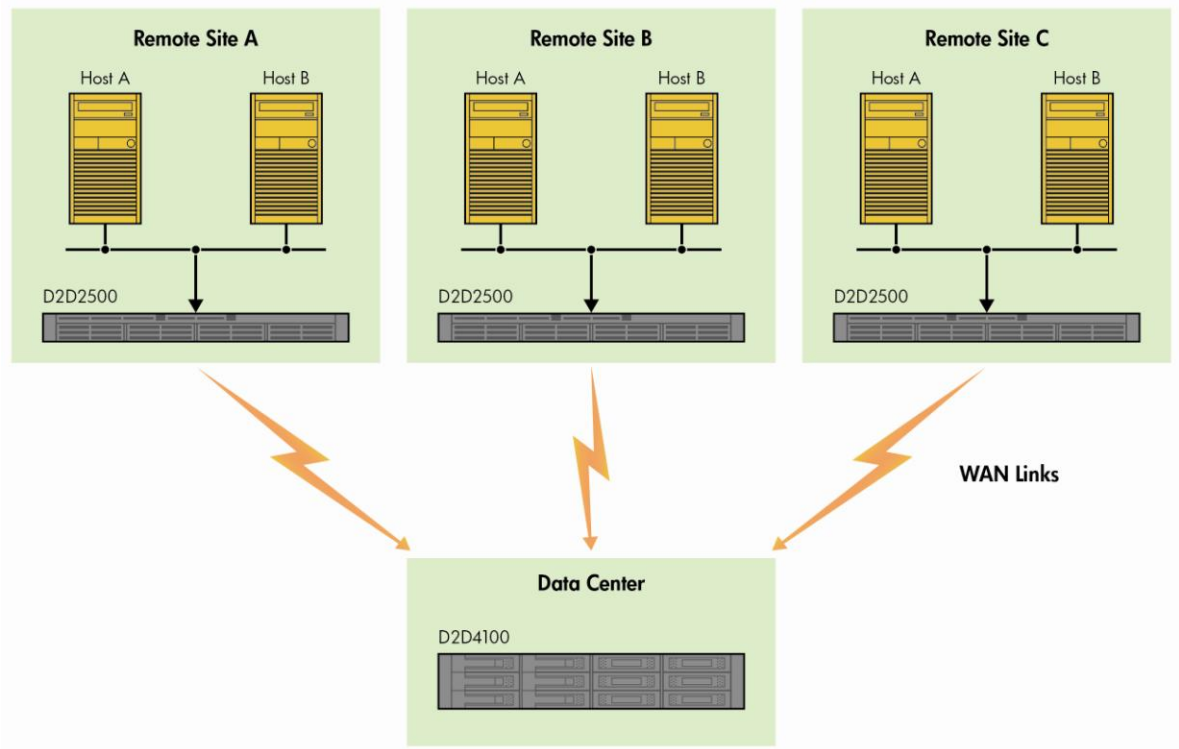 Remote Site A
Host A
Host B
D2D2500
Remote Site B
Host A
Host B
D2D2500
Remote Site C
Host A
Host B
D2D2500
WAN Links
Data Center
D2D4100